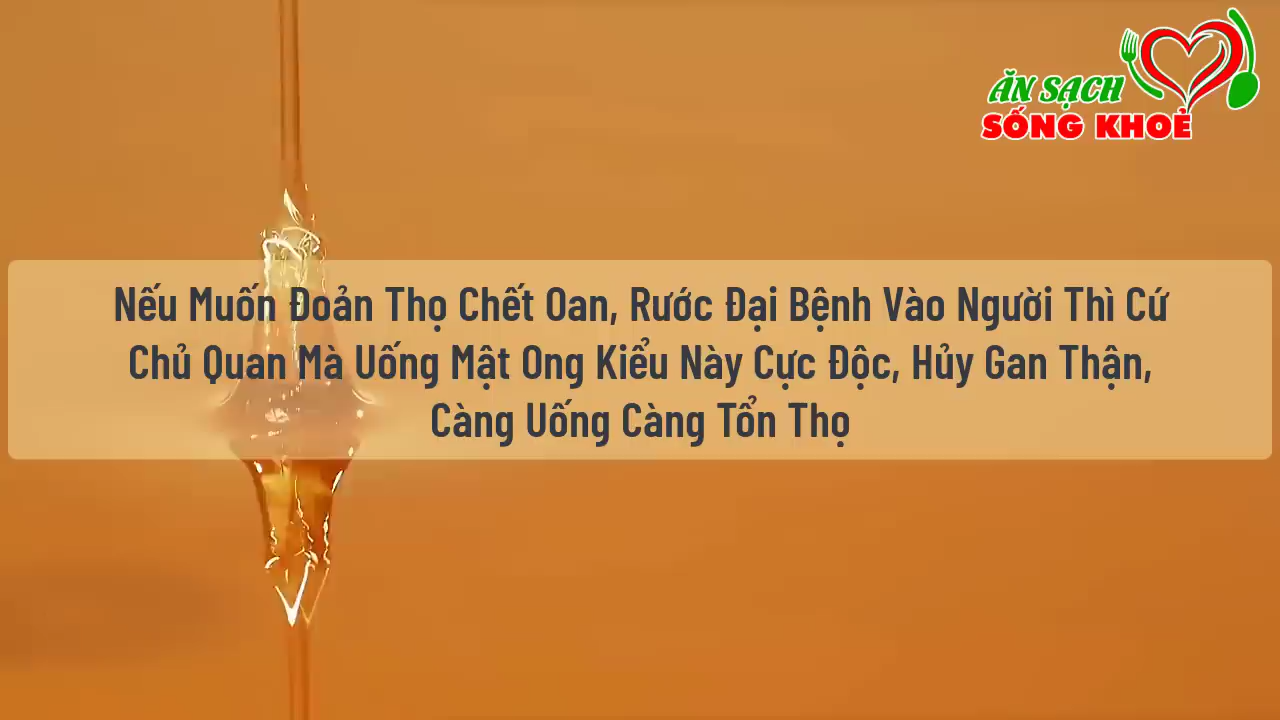 ĂN SẠCH
SỐNG KHOẺ
Nếu Muốn Đoản Thọ Chết Oan, Rước Đại Bệnh Vào Người Thì Cứ
Chủ Quan Mà Uống Mật Ong Kiểu Này Cực Độc, Hủy Gan Thận,
Càng Uống Càng Tổn Thọ